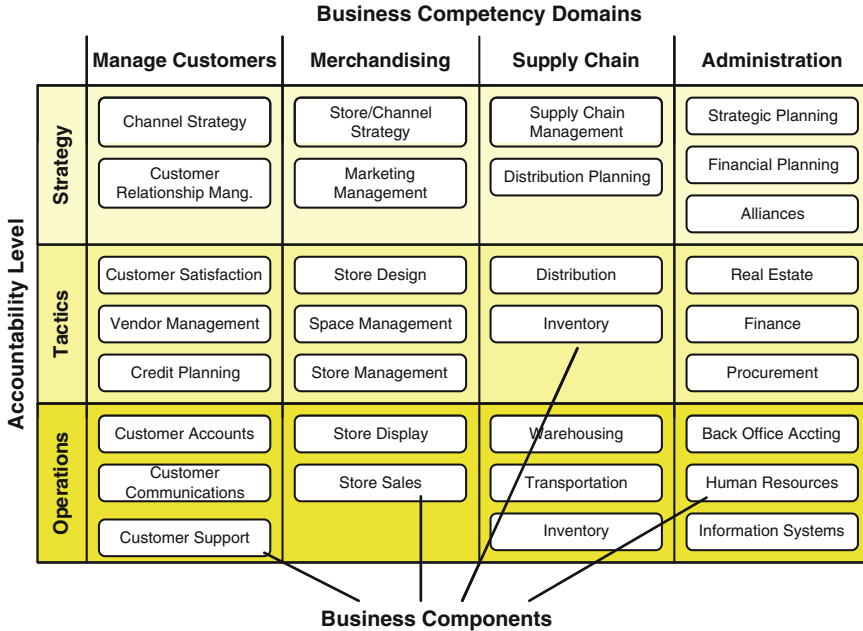 Business Competency Domains
Manage Customers
Merchandising
Supply Chain
Administration
Accountability Level
Strategy
Channel Strategy
Customer
Relationship Mang.
Store/Channel
Strategy
Marketing
Management
Supply Chain
Management
Distribution Planning
Strategic Planning
Financial Planning
Alliances
Tactics
Customer Satisfaction
Vendor Management
Credit Planning
Store Design
Space Management
Store Management
Distribution
Inventory
Real Estate
Finance
Procurement
Operations
Customer Accounts
Customer
Communications
Customer Support
Store Display
Store Sales
Warehousing
Transportation
Inventory
Back Office Accting
Human Resources
Information Systems
Business Components